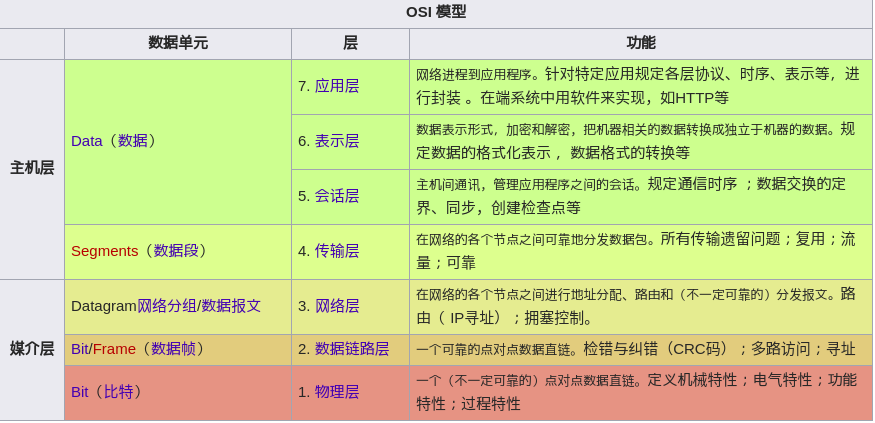 OSI 模型
数据单元 层 功能
主机层
Data（数据）
7. 应用层
网络进程到应用程序。针对特定应用规定各层协议、时序、表示等，进
行封装 。在端系统中用软件来实现，如HTTP等
6. 表示层
数据表示形式，加密和解密，把机器相关的数据转换成独立于机器的数据。规
定数据的格式化表示 ，数据格式的转换等
5. 会话层
主机间通讯，管理应用程序之间的会话。规定通信时序 ；数据交换的定
界、同步，创建检查点等
Segments（数据段）
4. 传输层
在网络的各个节点之间可靠地分发数据包。所有传输遗留问题；复用；流
量；可靠
媒介层
Datagram网络分组/数据报文
3. 网络层
在网络的各个节点之间进行地址分配、路由和（不一定可靠的）分发报文。路
由（ IP寻址）；拥塞控制。
Bit/Frame（数据帧）
2. 数据链路层
一个可靠的点对点数据直链。检错与纠错（CRC码）；多路访问；寻址
Bit（比特）
1. 物理层
一个（不一定可靠的）点对点数据直链。定义机械特性；电气特性；功能
特性；过程特性